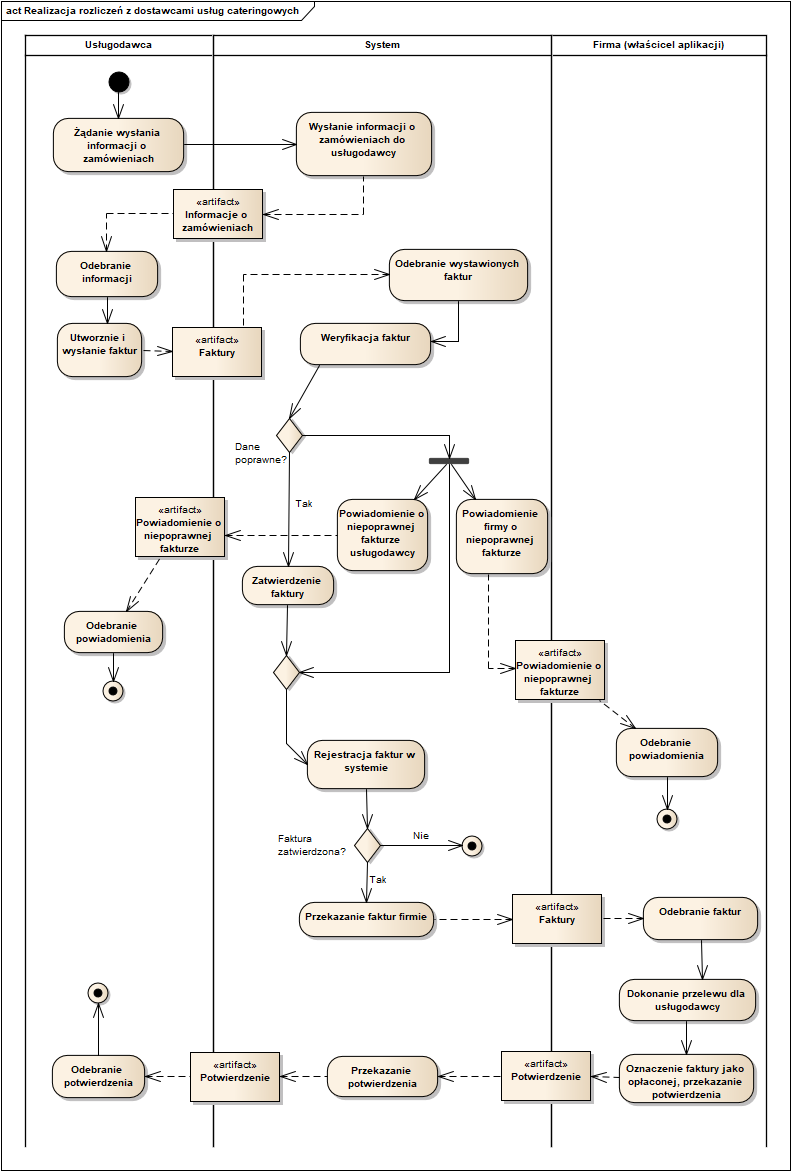 act Realizacja rozliczeń z dostawcami usług cateringowych
Usługodawca
System
Firma (właścicel aplikacji)
Żądanie wysłania
informacji o
zamówieniach
Wysłanie informacji o
zamówieniach do
usługodawcy
«artifact»
Informacje o
zamówieniach
Odebranie
informacji
Odebranie wystawionych
faktur
Utworznie i
wysłanie faktur
«artifact»
Faktury
Weryfikacja faktur
Dane
poprawne?
Tak
«artifact»
Powiadomienie o
niepoprawnej
fakturze
Powiadomienie o
niepoprawnej
fakturze
usługodawcy
Powiadomienie
firmy o
niepoprawnej
fakturze
Zatwierdzenie
faktury
Odebranie
powiadomienia
«artifact»
Powiadomienie o
niepoprawnej
fakturze
Odebranie
powiadomienia
Rejestracja faktur w
systemie
Faktura
zatwierdzona?
Nie
Tak
Przekazanie faktur firmie
«artifact»
Faktury
Odebranie faktur
Dokonanie przelewu dla
usługodawcy
Oznaczenie faktury jako
opłaconej, przekazanie
potwierdzenia
«artifact»
Potwierdzenie
Przekazanie
potwierdzenia
«artifact»
Potwierdzenie
Odebranie
potwierdzenia